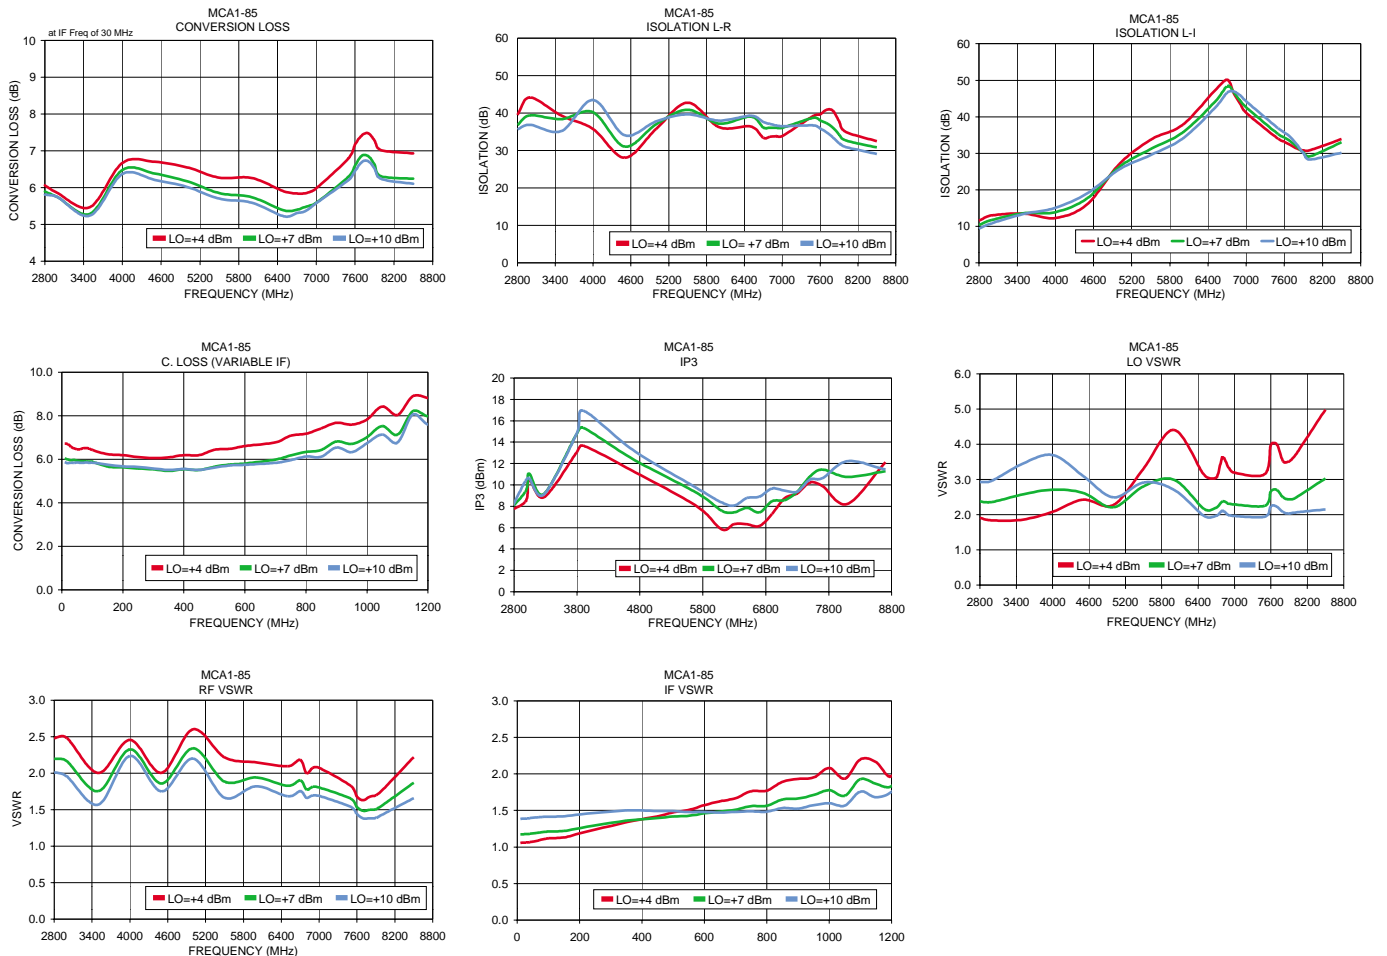 MCA1-85
CONVERSION LOSS
at IF Freq of 30 MHz
CONVERSION LOSS (dB)
10
9
8
7
6
5
4
LO=+4 dBm LO=+7 dBm LO=+10 dBm
2800 3400 4000 4600 5200 5800 6400 7000 7600 8200 8800
FREQUENCY (MHz)
MCA1-85
ISOLATION L-R
ISOLATION (dB)
60
50
40
30
20
10
0
LO=+4 dBm LO= +7 dBm LO=+10 dBm
2800 3400 4000 4600 5200 5800 6400 7000 7600 8200 8800
FREQUENCY (MHz)
MCA1-85
ISOLATION L-I
ISOLATION (dB)
60
50
40
30
20
10
0
LO=+4 dBm LO=+7 dBm LO=+10 dBm
2800 3400 4000 4600 5200 5800 6400 7000 7600 8200 8800
FREQUENCY (MHz)
MCA1-85
C. LOSS (VARIABLE IF)
CONVERSION LOSS (dB)
10.0
8.0
6.0
4.0
2.0
0.0
LO=+4 dBm LO=+7 dBm LO=+10 dBm
0 200 400 600 800 1000 1200
FREQUENCY (MHz)
MCA1-85
IP3
IP3 (dBm)
20
18
16
14
12
10
8
6
4
2
0
LO=+4 dBm LO=+7 dBm LO=+10 dBm
2800 3800 4800 5800 6800 7800 8800
FREQUENCY (MHz)
MCA1-85
LO VSWR
VSWR
6.0
5.0
4.0
3.0
2.0
1.0
0.0
LO=+4 dBm LO=+7 dBm LO=+10 dBm
2800 3400 4000 4600 5200 5800 6400 7000 7600 8200 8800
FREQUENCY (MHz)
MCA1-85
RF VSWR
VSWR
3.0
2.5
2.0
1.5
1.0
0.5
0.0
LO=+4 dBm LO=+7 dBm LO=+10 dBm
2800 3400 4000 4600 5200 5800 6400 7000 7600 8200 8800
FREQUENCY (MHz)
MCA1-85
IF VSWR
3.0
2.5
2.0
1.5
1.0
0.5
0.0
LO=+4 dBm LO=+7 dBm LO=+10 dBm
0 200 400 600 800 1000 1200